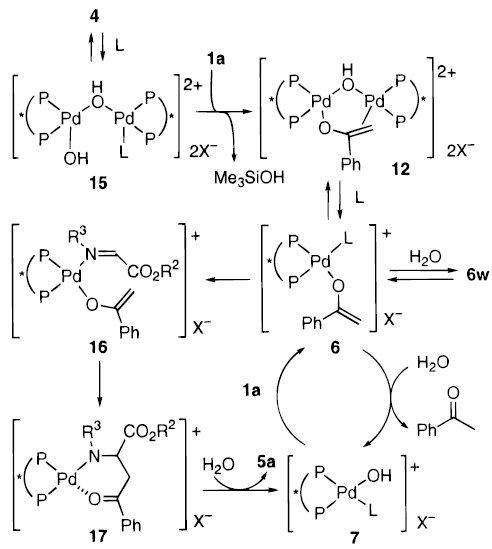 4
L
1a
[ * P P Pd OH Pd P P * ]2+
OH L
2X−
15
Me3SiOH
[ * P P Pd O H Pd P P * ]2+
O
Ph
2X−
12
L
[ * P P Pd N R3 CO2R2 ]+
O
Ph
X−
16
[ * P P Pd L ]+
O
Ph
X−
6
H2O
6w
1a
H2O
O
Ph
[ * P P Pd N R3 CO2R2 ]+
O
Ph
X−
17
H2O
5a
[ * P P Pd OH L ]+
X−
7